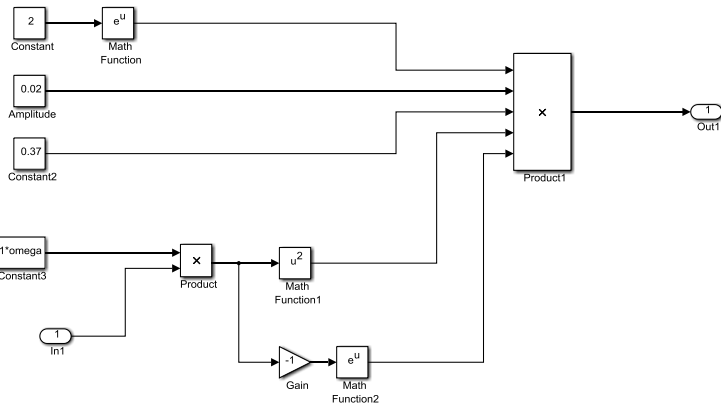 2
Constant
e^u
Math
Function
0.02
Amplitude
0.37
Constant2
×
Product1
1
Out1
1*omega
Constant3
×
Product
u^2
Math
Function1
1
In1
-1
Gain
e^u
Math
Function2